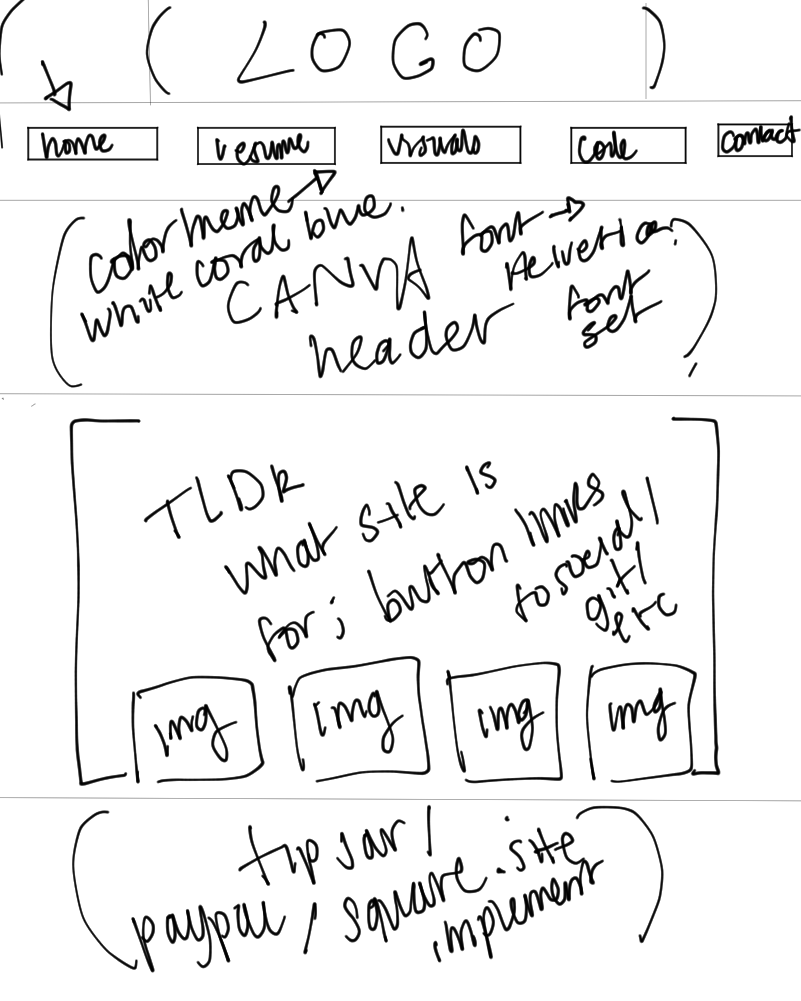 ( LOGO )
home resume visuals code contact
color meme →
white coral blue.
font →
Helvetica?
font
set
CANVA
header
TLDR
what site is
for; button links
to social/
git/
etc
img img img img
tip jar /
paypal / square.site
implement